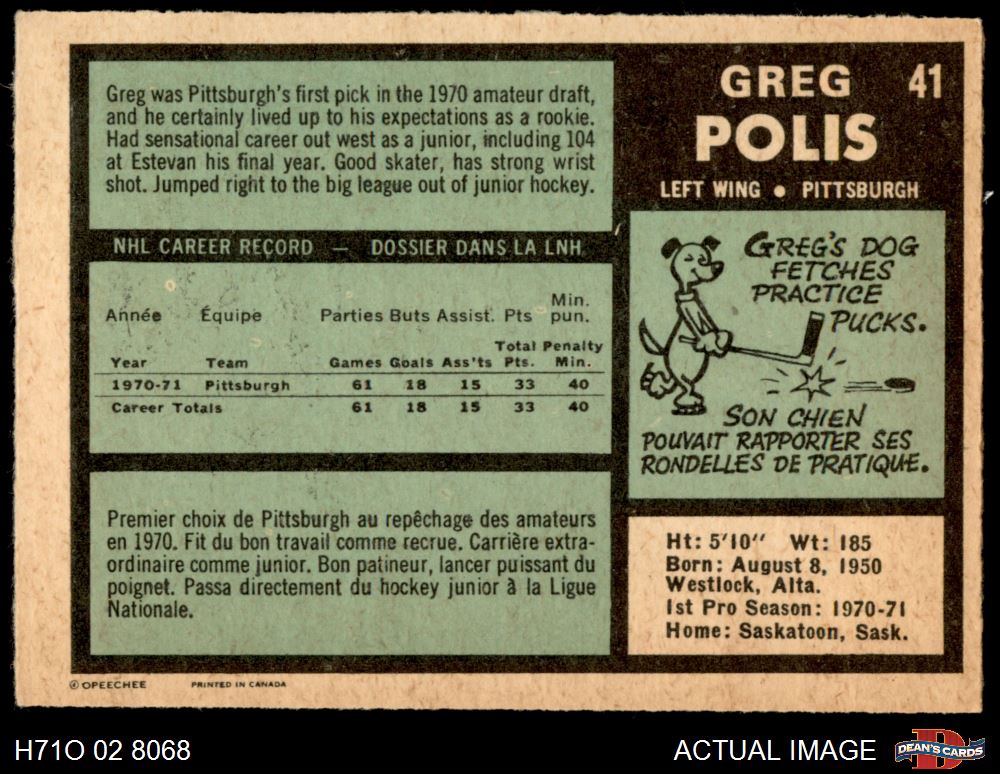 Greg was Pittsburgh's first pick in the 1970 amateur draft,
and he certainly lived up to his expectations as a rookie.
Had sensational career out west as a junior, including 104
at Estevan his final year. Good skater, has strong wrist
shot. Jumped right to the big league out of junior hockey.
GREG 41
POLIS
LEFT WING • PITTSBURGH
NHL CAREER RECORD — DOSSIER DANS LA LNH
Année Équipe Parties Buts Assist. Pts Min. pun.
Year Team Games Goals Ass'ts Total Pts. Penalty Min.
1970-71 Pittsburgh 61 18 15 33 40
Career Totals 61 18 15 33 40
GREG'S DOG
FETCHES
PRACTICE
PUCKS.
SON CHIEN
POUVAIT RAPPORTER SES
RONDELLES DE PRATIQUE.
Premier choix de Pittsburgh au repêchage des amateurs
en 1970. Fit du bon travail comme recrue. Carrière extra-
ordinaire comme junior. Bon patineur, lancer puissant du
poignet. Passa directement du hockey junior à la Ligue
Nationale.
Ht: 5'10" Wt: 185
Born: August 8, 1950
Westlock, Alta.
1st Pro Season: 1970-71
Home: Saskatoon, Sask.
© OPEECHEE PRINTED IN CANADA
H71O 02 8068 ACTUAL IMAGE D DEAN'S CARDS